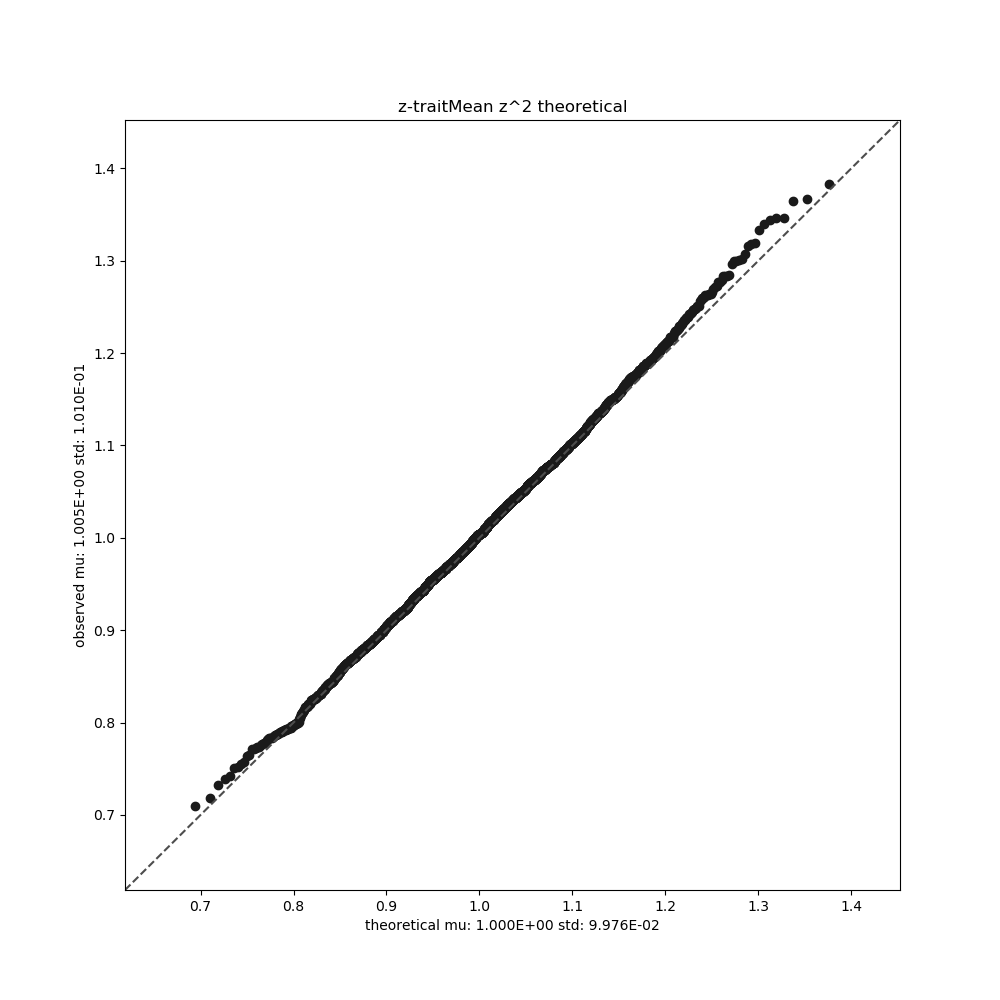 z-traitMean z^2 theoretical
1.4
1.3
1.2
1.1
1.0
0.9
0.8
0.7
observed mu: 1.005E+00 std: 1.010E-01
0.7 0.8 0.9 1.0 1.1 1.2 1.3 1.4
theoretical mu: 1.000E+00 std: 9.976E-02